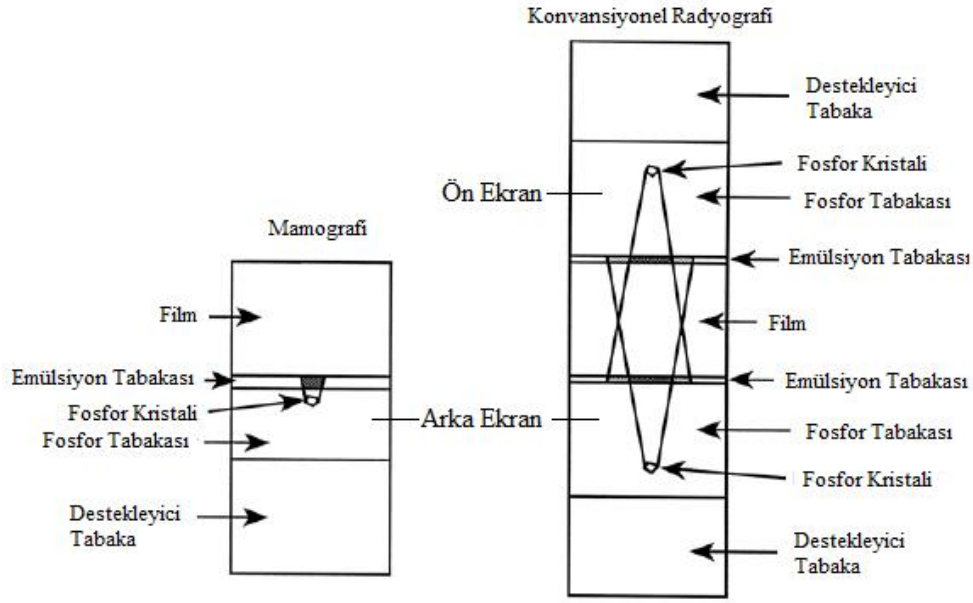 Konvansiyonel Radyografi
Destekleyici
Tabaka
Fosfor Kristali
Ön Ekran
Fosfor Tabakası
Mamografi
Emülsiyon Tabakası
Film
Film
Emülsiyon Tabakası
Emülsiyon Tabakası
Fosfor Kristali
Arka Ekran
Fosfor Tabakası
Fosfor Tabakası
Fosfor Kristali
Destekleyici
Tabaka
Destekleyici
Tabaka